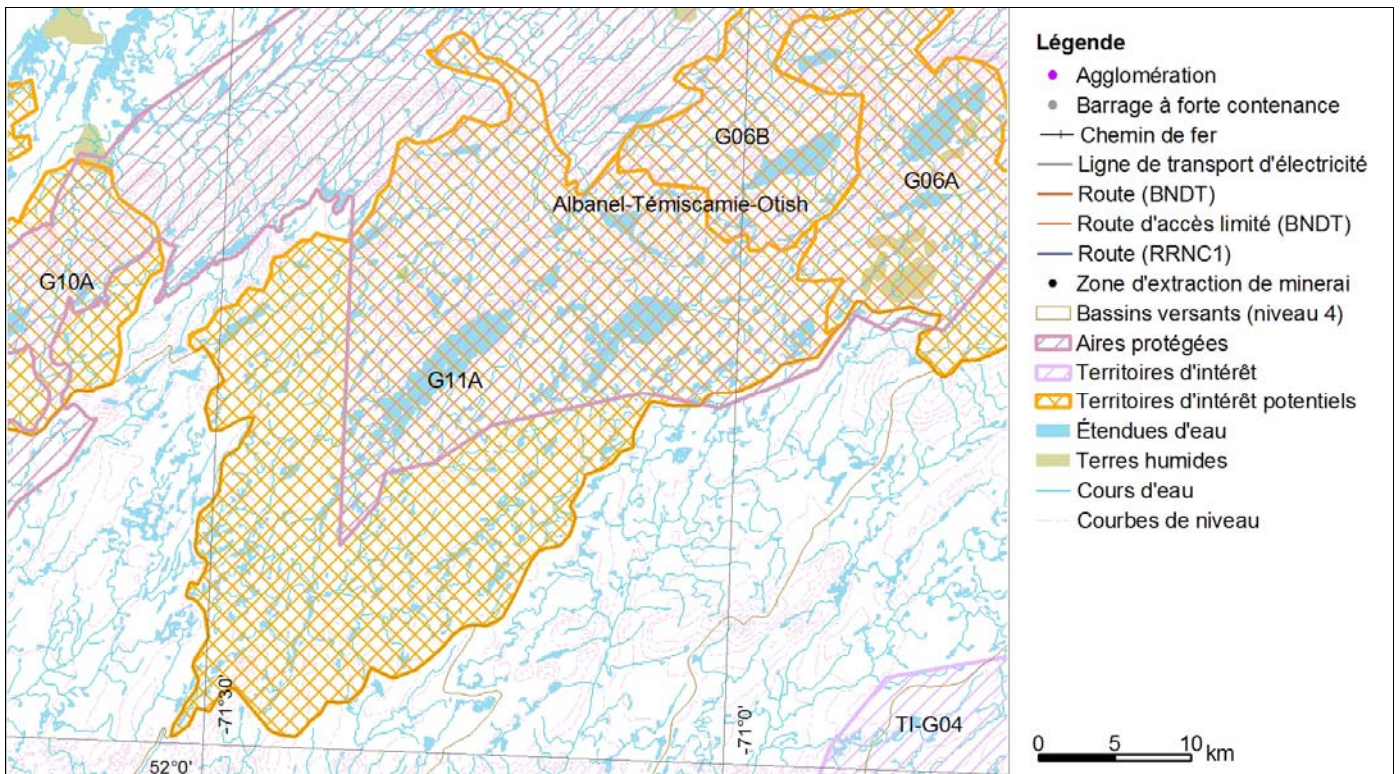 G06B
G06A
Albanel-Témiscamie-Otish
G10A
G11A
TI-G04
-71°30'
-71°0'
52°0'
Légende
Agglomération
Barrage à forte contenance
Chemin de fer
Ligne de transport d'électricité
Route (BNDT)
Route d'accès limité (BNDT)
Route (RRNC1)
Zone d'extraction de minerai
Bassins versants (niveau 4)
Aires protégées
Territoires d'intérêt
Territoires d'intérêt potentiels
Étendues d'eau
Terres humides
Cours d'eau
Courbes de niveau
0 5 10 km